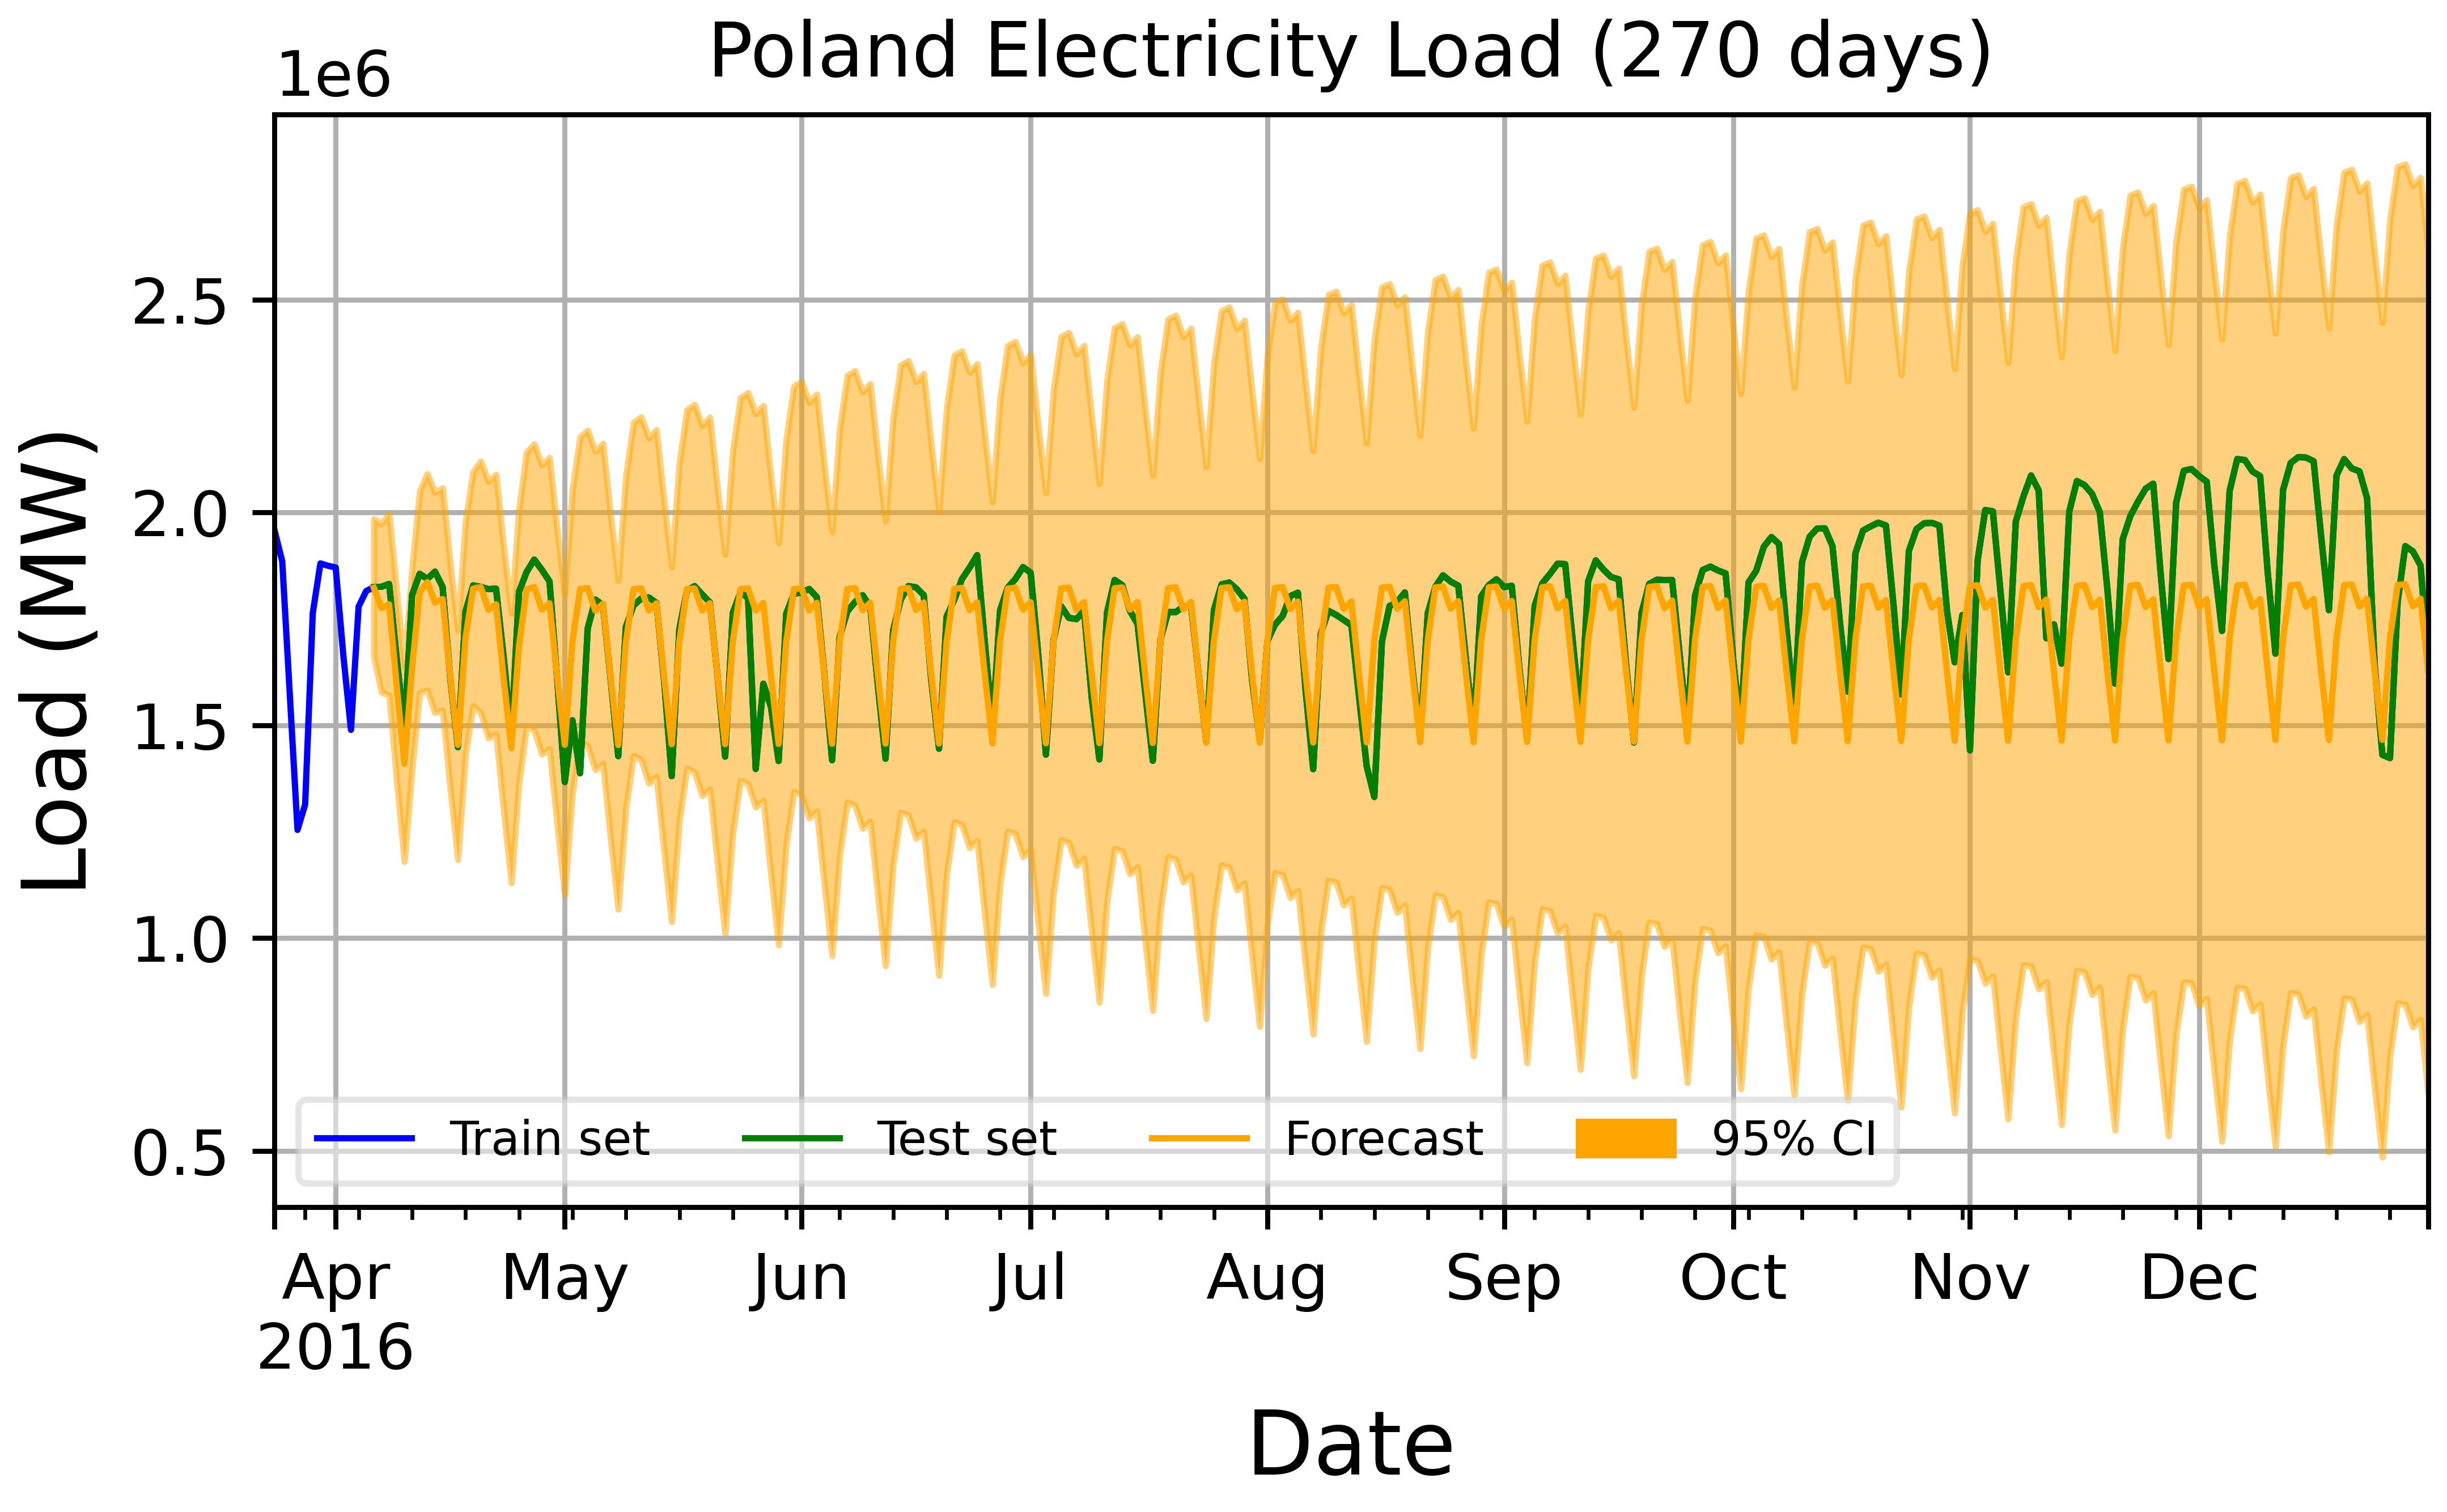 Poland Electricity Load (270 days)
1e6
Load (MW)
2.5
2.0
1.5
1.0
0.5
Train set Test set Forecast 95% CI
Apr May Jun Jul Aug Sep Oct Nov Dec
2016
Date